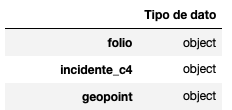 Tipo de dato
folio object
incidente_c4 object
geopoint object